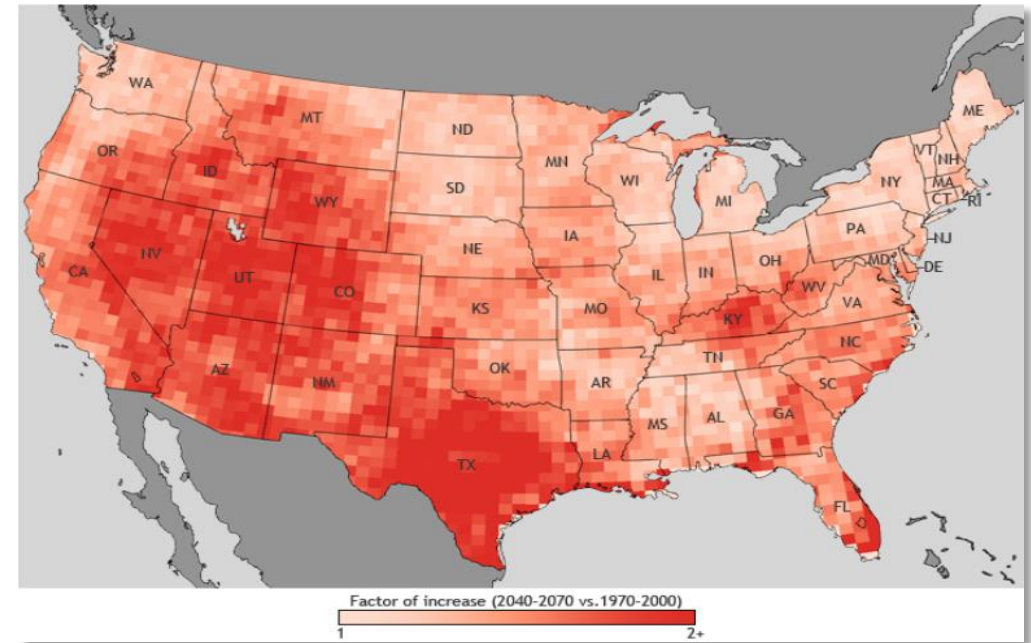 WA
ME
MT
ND
VT
NH
OR
MN
ID
SD
WI
NY
MA
WY
MI
CT
RI
IA
PA
NE
NJ
NV
IL
IN
OH
MD
DE
CA
UT
CO
WV
KS
MO
VA
KY
NC
AZ
NM
OK
TN
AR
SC
MS
AL
GA
LA
TX
FL
Factor of increase (2040-2070 vs.1970-2000)
1 2+